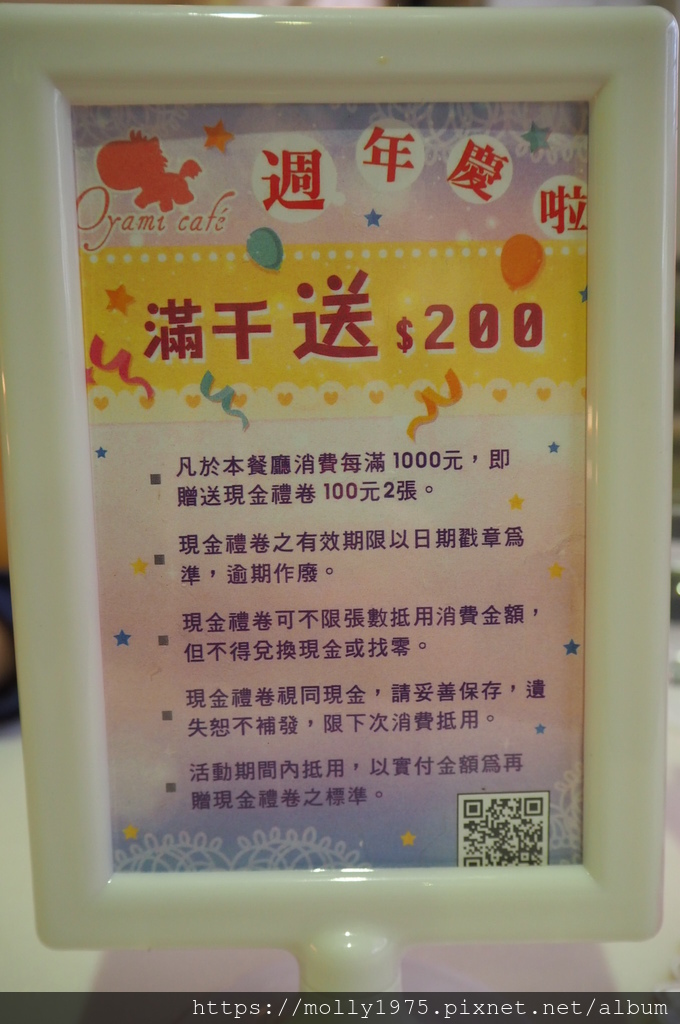 Oyami café
週年慶啦
滿千送$200
凡於本餐廳消費每滿1000元，即
贈送現金禮卷100元2張。
現金禮卷之有效期限以日期戳章為
準，逾期作廢。
現金禮卷可不限張數抵用消費金額，
但不得兌換現金或找零。
現金禮卷視同現金，請妥善保存，遺
失恕不補發，限下次消費抵用。
活動期間內抵用，以實付金額為再
贈現金禮卷之標準。
https://molly1975.pixnet.net/album